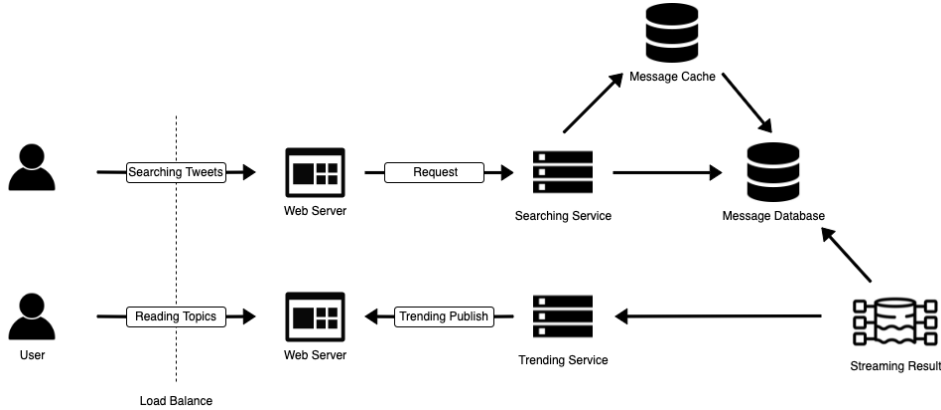 Message Cache
Searching Tweets
Request
Web Server
Searching Service
Message Database
Reading Topics
Trending Publish
User
Web Server
Trending Service
Streaming Result
Load Balance